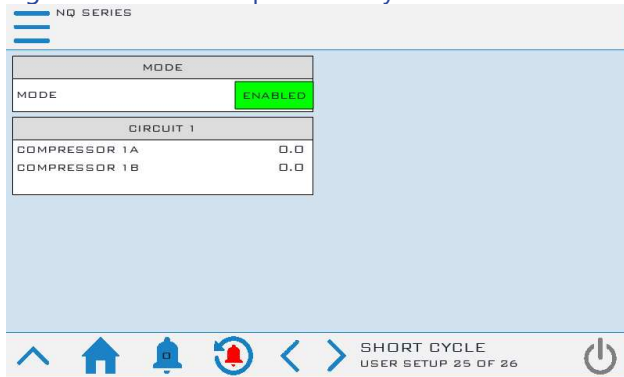 NQ SERIES
MODE
MODE ENABLED
CIRCUIT 1
COMPRESSOR 1A 0.0
COMPRESSOR 1B 0.0
0
SHORT CYCLE
USER SETUP 25 OF 26